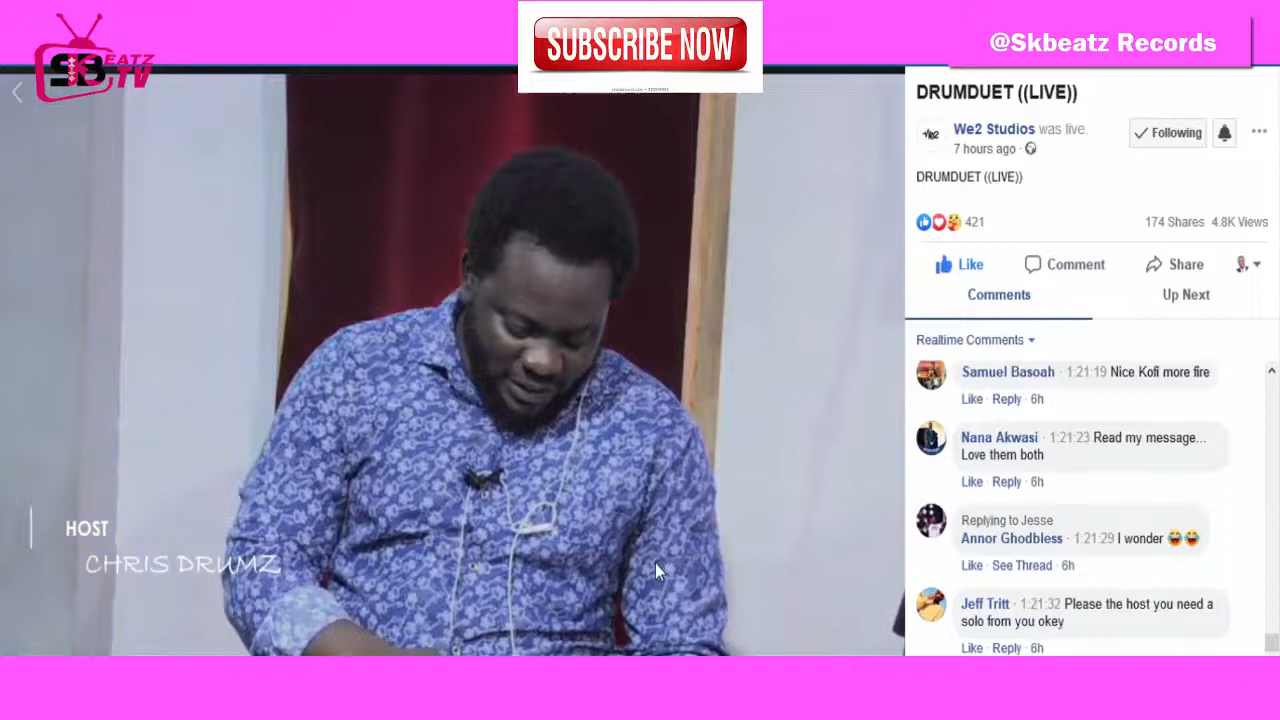 SKBEATZ
TV
SUBSCRIBE NOW
@Skbeatz Records
DRUMDUET ((LIVE))
We2 Studios was live.
Following
7 hours ago ·
DRUMDUET ((LIVE))
421
174 Shares 4.8K Views
Like
Comment
Share
Comments
Up Next
Realtime Comments
Samuel Basoah · 1:21:19 Nice Kofi more fire
Like · Reply · 6h
Nana Akwasi · 1:21:23 Read my message...
Love them both
Like · Reply · 6h
Replying to Jesse
Annor Ghodbless · 1:21:29 I wonder 😂😂
Like · See Thread · 6h
Jeff Tritt · 1:21:32 Please the host you need a
solo from you okey
Like · Reply · 6h
HOST
CHRIS DRUMZ